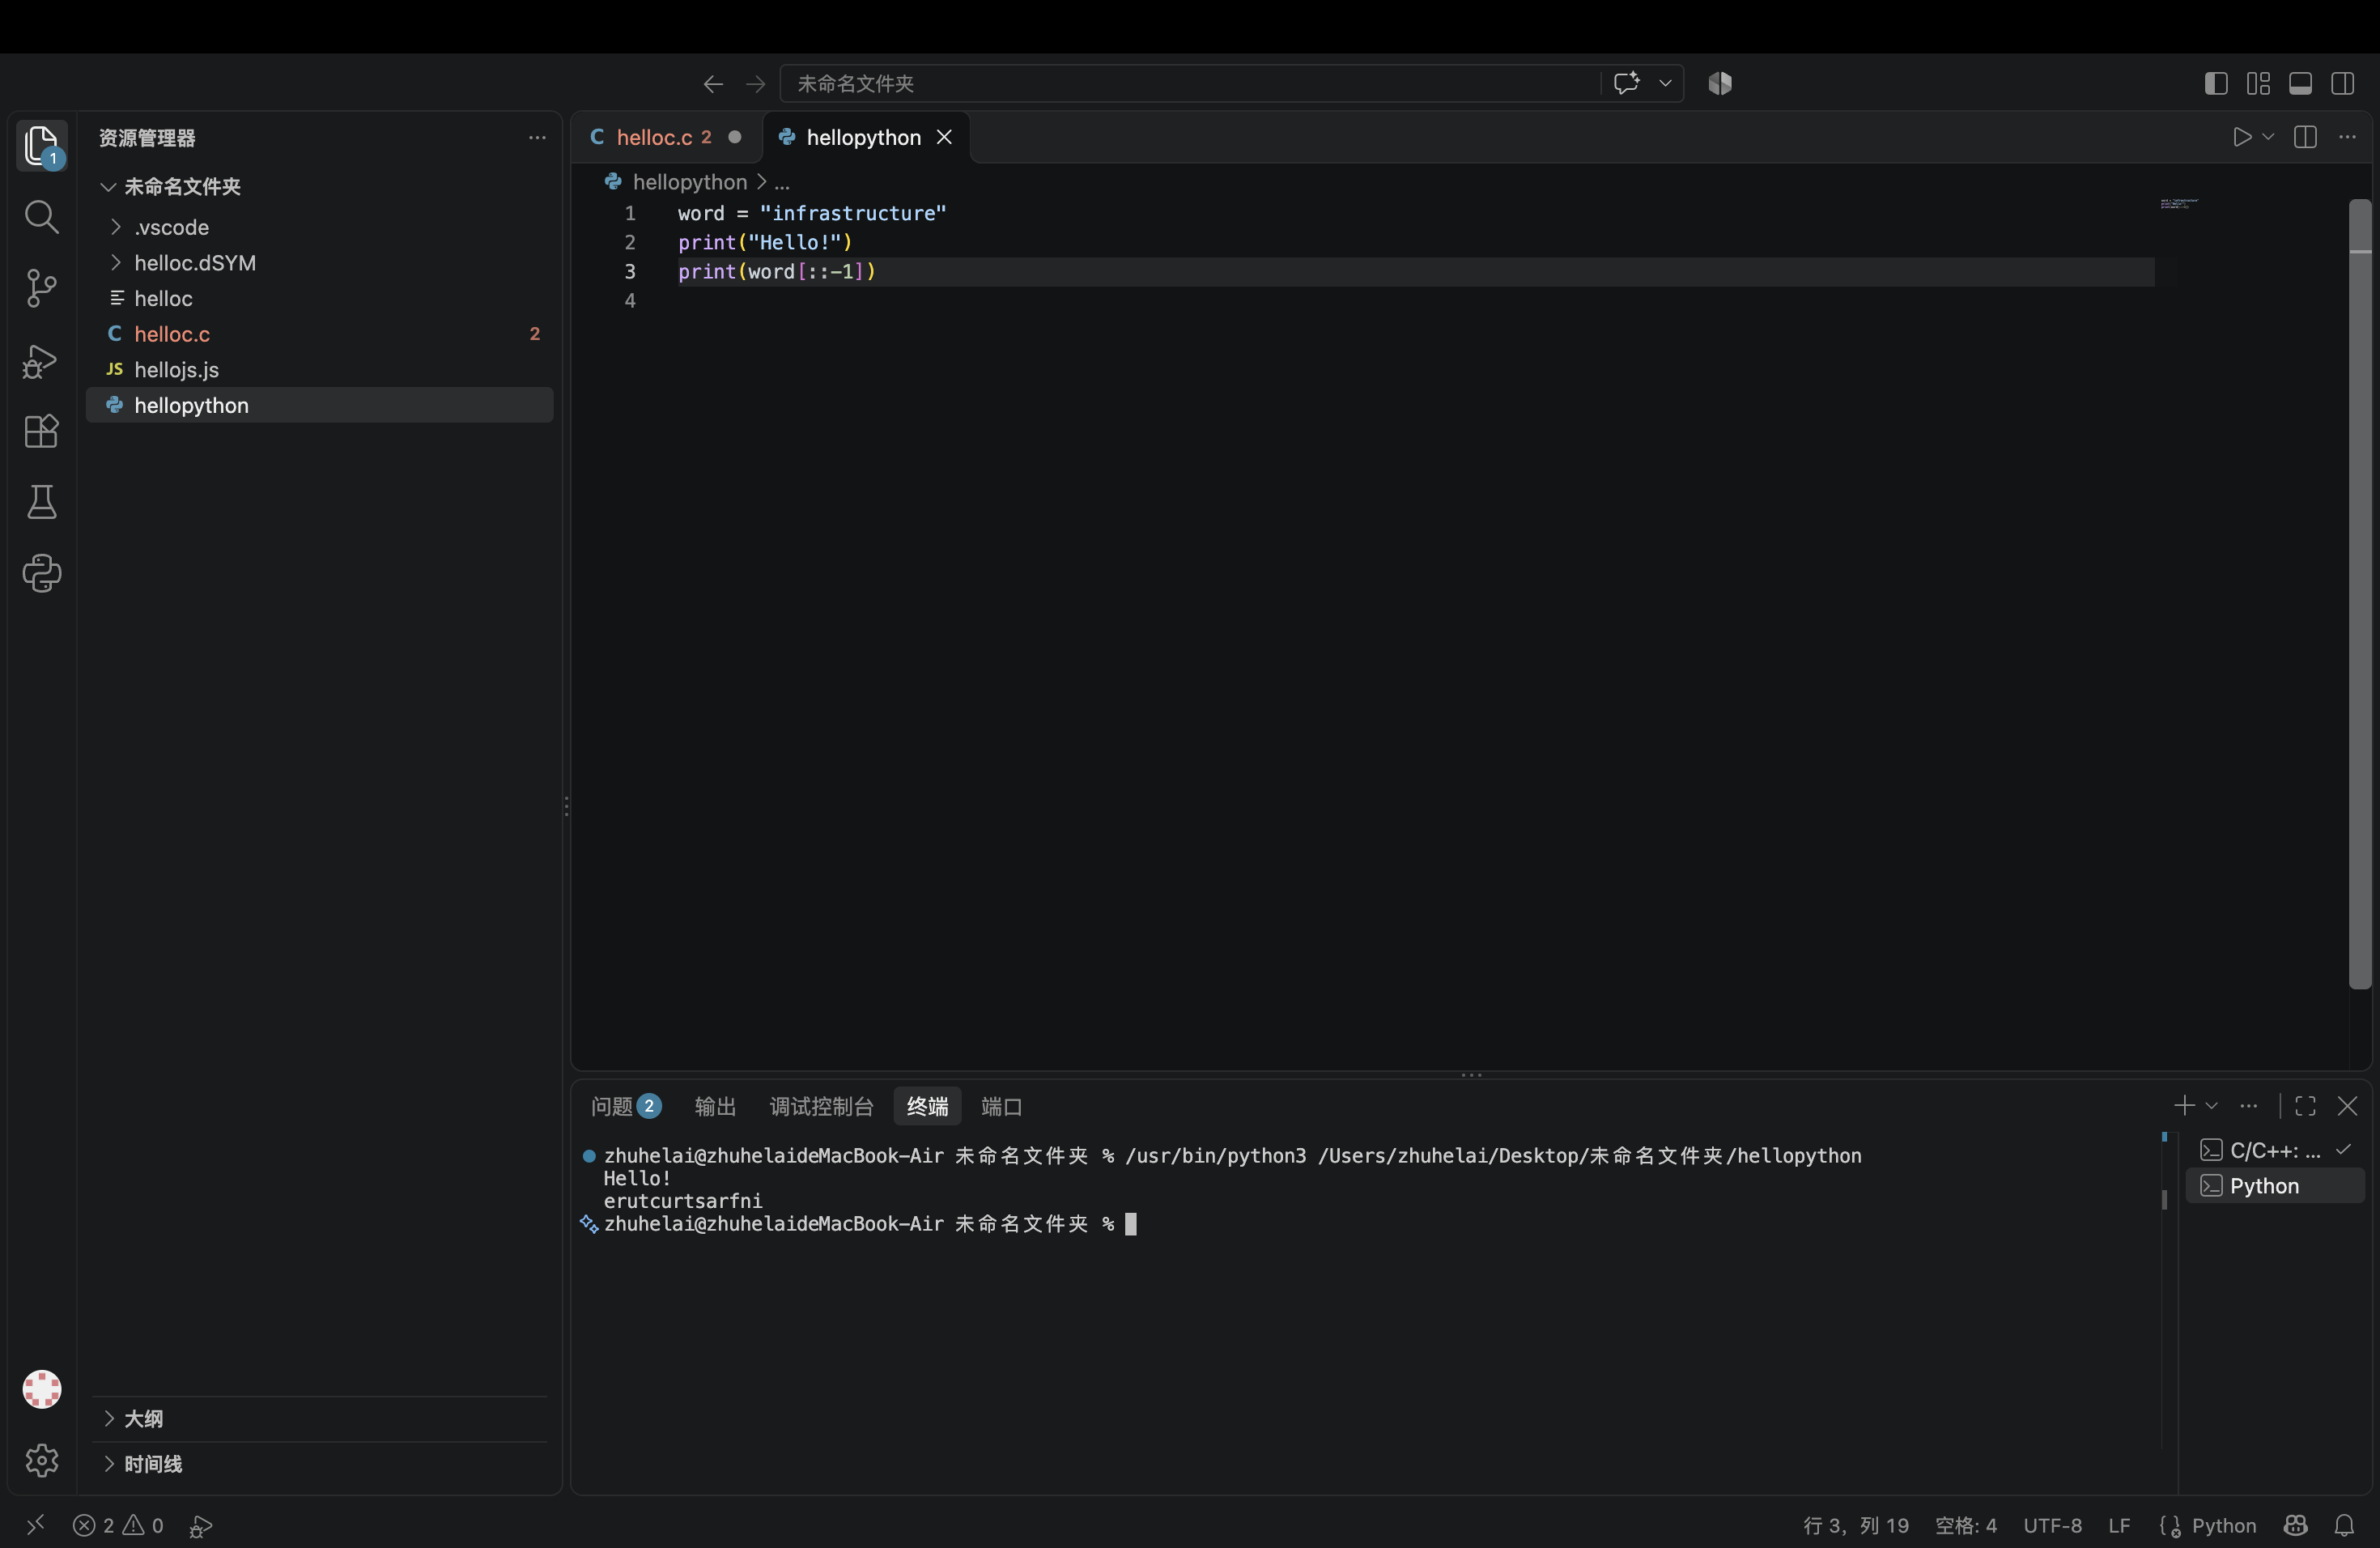 未命名文件夹
1
资源管理器
未命名文件夹
.vscode
helloc.dSYM
helloc
C helloc.c 2
JS hellojs.js
hellopython
大纲
时间线
C helloc.c 2
hellopython
hellopython > ...
1 word = "infrastructure"
2 print("Hello!")
3 print(word[::-1])
4
问题 2 输出 调试控制台 终端 端口
zhuhelai@zhuhelaideMacBook-Air 未命名文件夹 % /usr/bin/python3 /Users/zhuhelai/Desktop/未命名文件夹/hellopython
Hello!
erutcurtsarfni
zhuhelai@zhuhelaideMacBook-Air 未命名文件夹 %
C/C++: ...
Python
2 0
行 3，列 19 空格: 4 UTF-8 LF Python